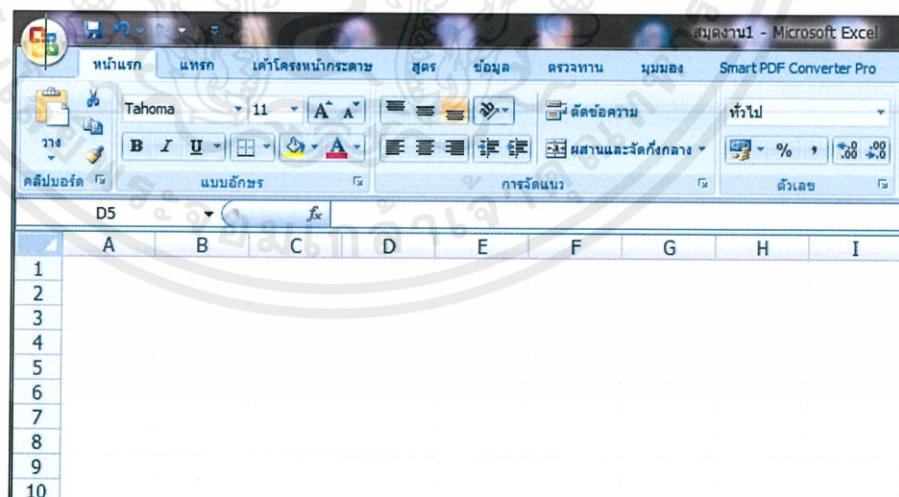 สมุดงาน1 - Microsoft Excel
หน้าแรก แทรก เค้าโครงหน้ากระดาษ สูตร ข้อมูล ตรวจทาน มุมมอง Smart PDF Converter Pro
Tahoma 11 A A ตัดข้อความ ทั่วไป
วาง B I U A ผสานและจัดกึ่งกลาง % , .00 .00
คลิปบอร์ด แบบอักษร การจัดแนว ตัวเลข
D5 fx
A B C D E F G H I
1
2
3
4
5
6
7
8
9
10